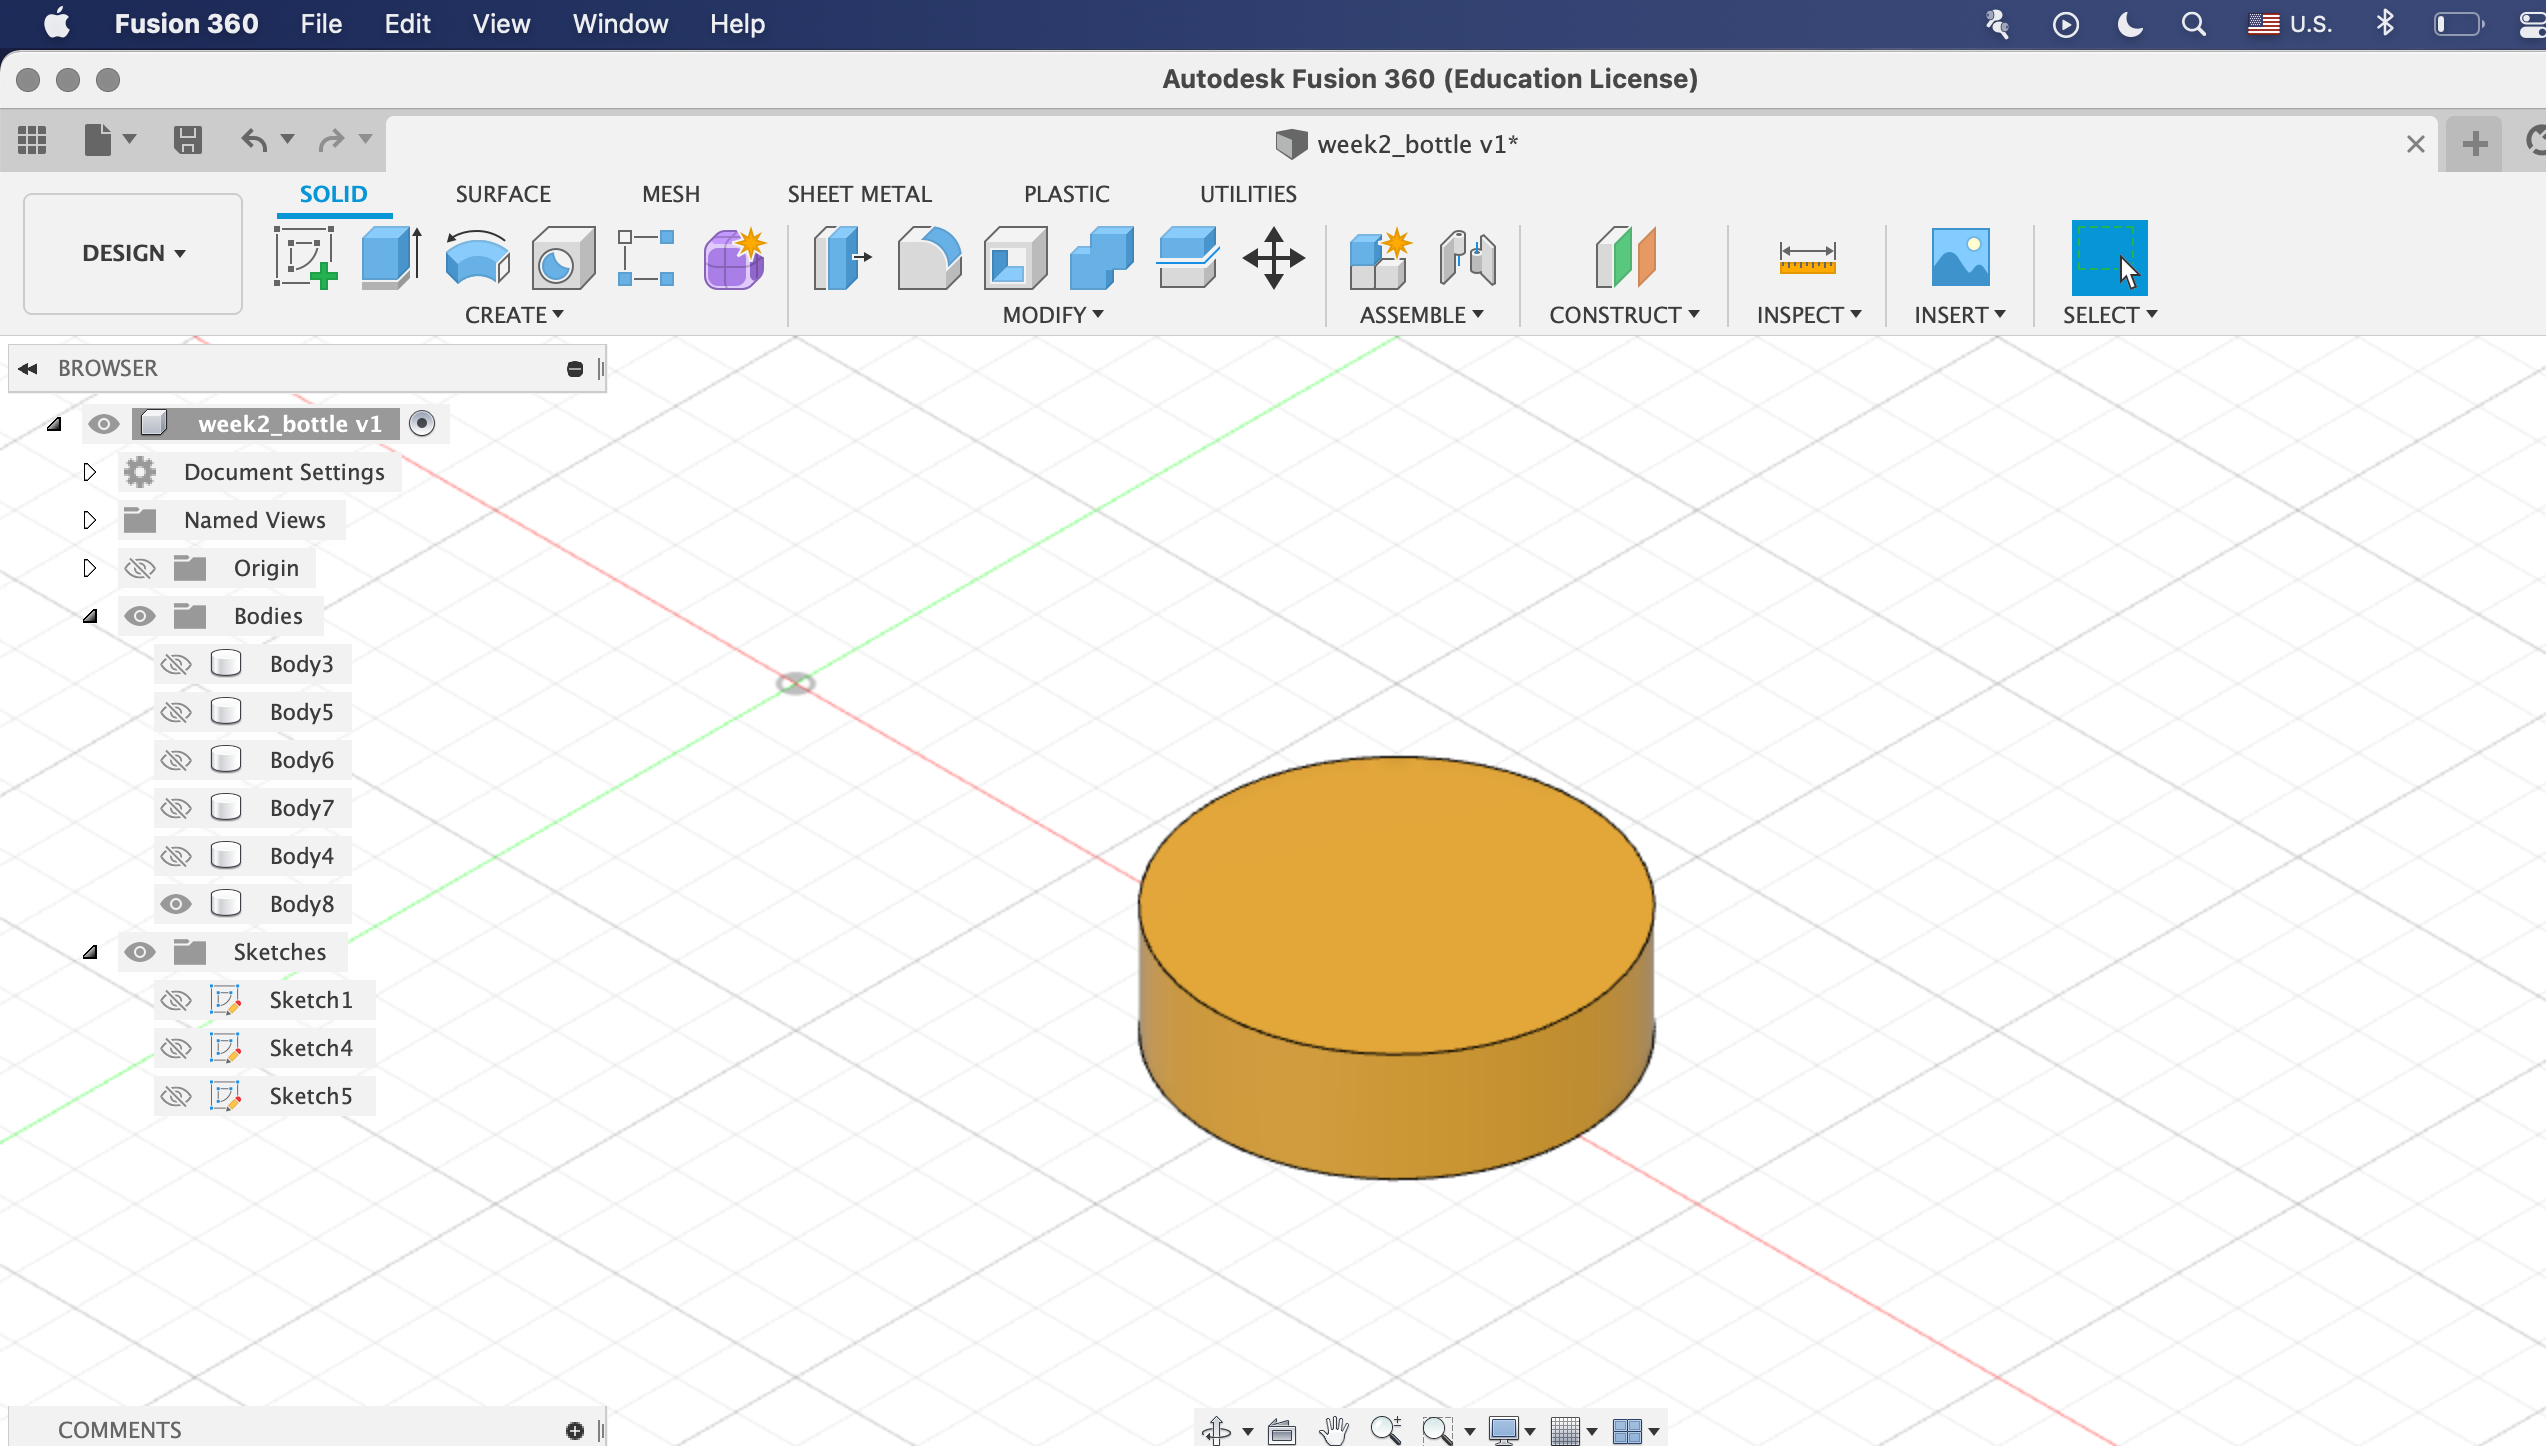 Fusion 360 File Edit View Window Help U.S.
Autodesk Fusion 360 (Education License)
week2_bottle v1*
SOLID SURFACE MESH SHEET METAL PLASTIC UTILITIES
DESIGN
CREATE MODIFY ASSEMBLE CONSTRUCT INSPECT INSERT SELECT
BROWSER
week2_bottle v1
Document Settings
Named Views
Origin
Bodies
Body3
Body5
Body6
Body7
Body4
Body8
Sketches
Sketch1
Sketch4
Sketch5
COMMENTS